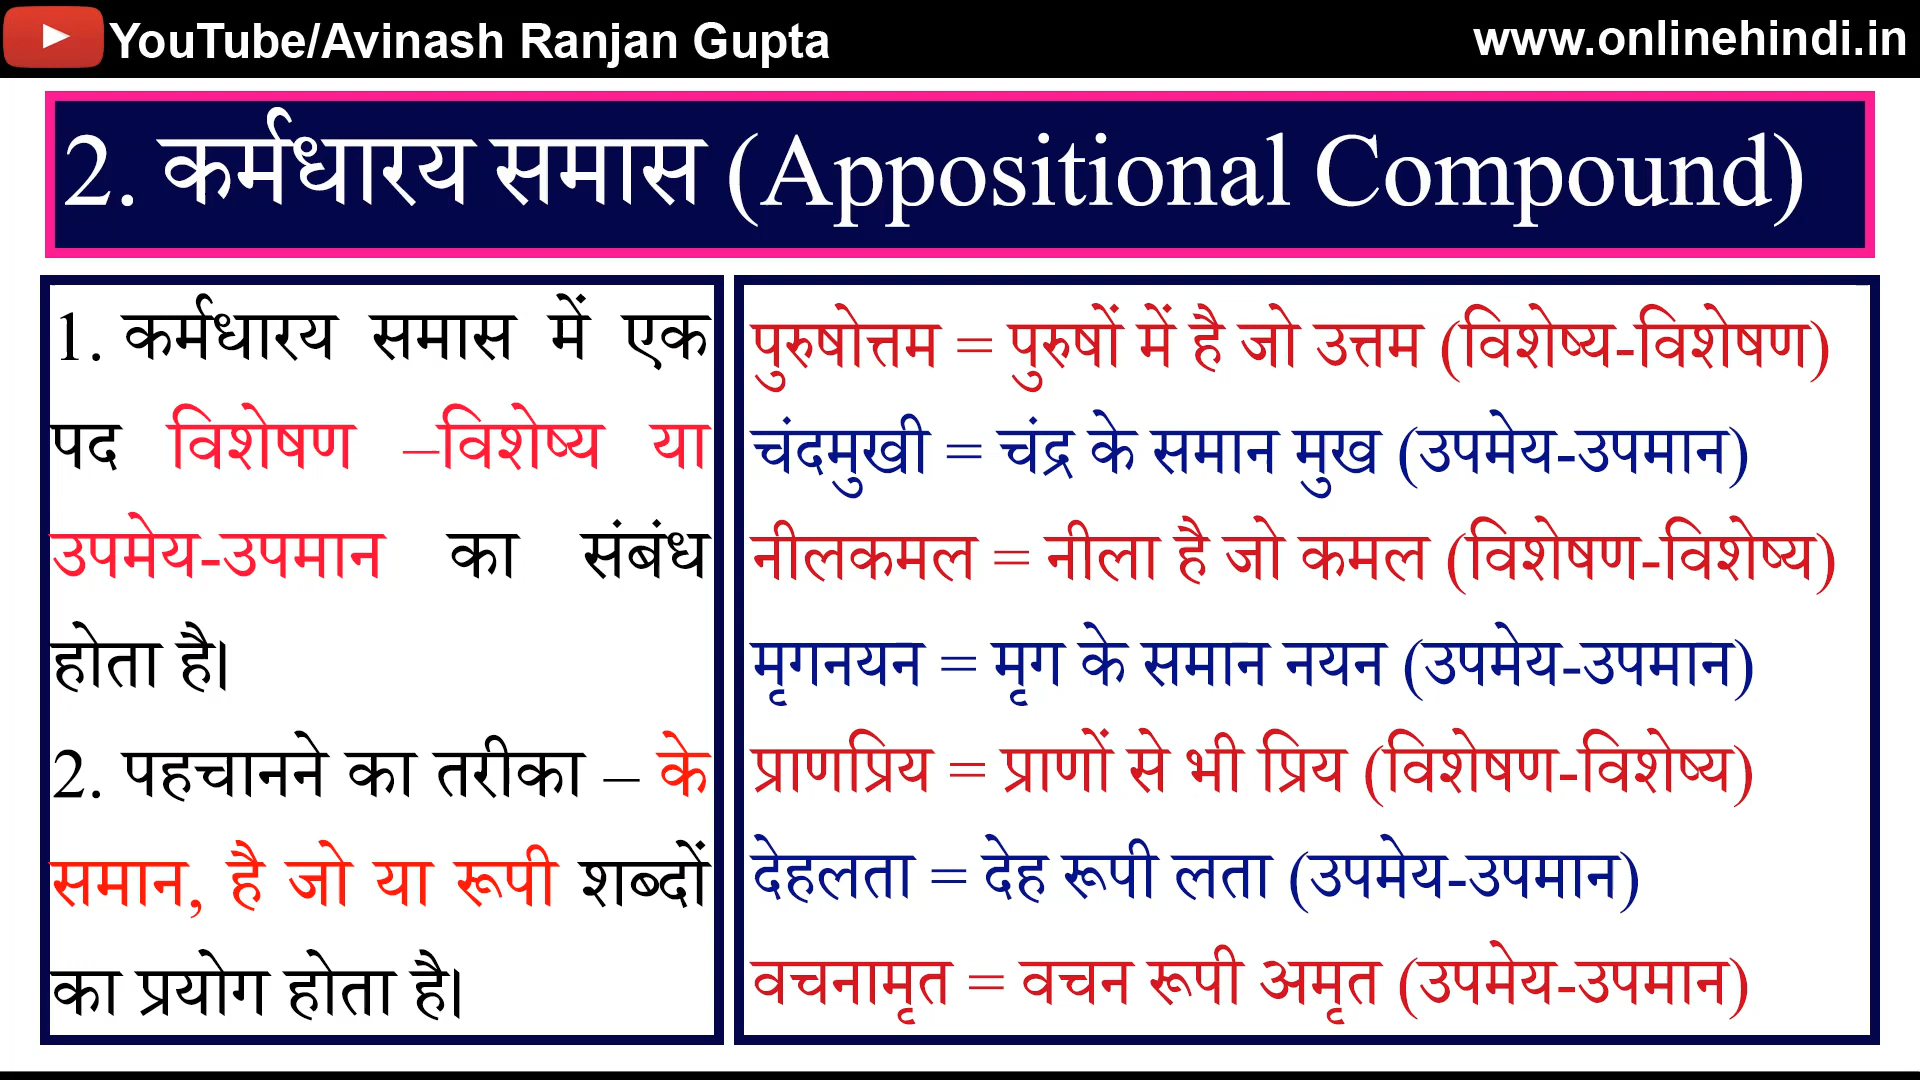 YouTube/Avinash Ranjan Gupta
www.onlinehindi.in
2. कर्मधारय समास (Appositional Compound)
1. कर्मधारय समास में एक
पद विशेषण –विशेष्य या
उपमेय-उपमान का संबंध
होता है।
2. पहचानने का तरीका – के
समान, है जो या रूपी शब्दों
का प्रयोग होता है।
पुरुषोत्तम = पुरुषों में है जो उत्तम (विशेष्य-विशेषण)
चंदमुखी = चंद्र के समान मुख (उपमेय-उपमान)
नीलकमल = नीला है जो कमल (विशेषण-विशेष्य)
मृगनयन = मृग के समान नयन (उपमेय-उपमान)
प्राणप्रिय = प्राणों से भी प्रिय (विशेषण-विशेष्य)
देहलता = देह रूपी लता (उपमेय-उपमान)
वचनामृत = वचन रूपी अमृत (उपमेय-उपमान)